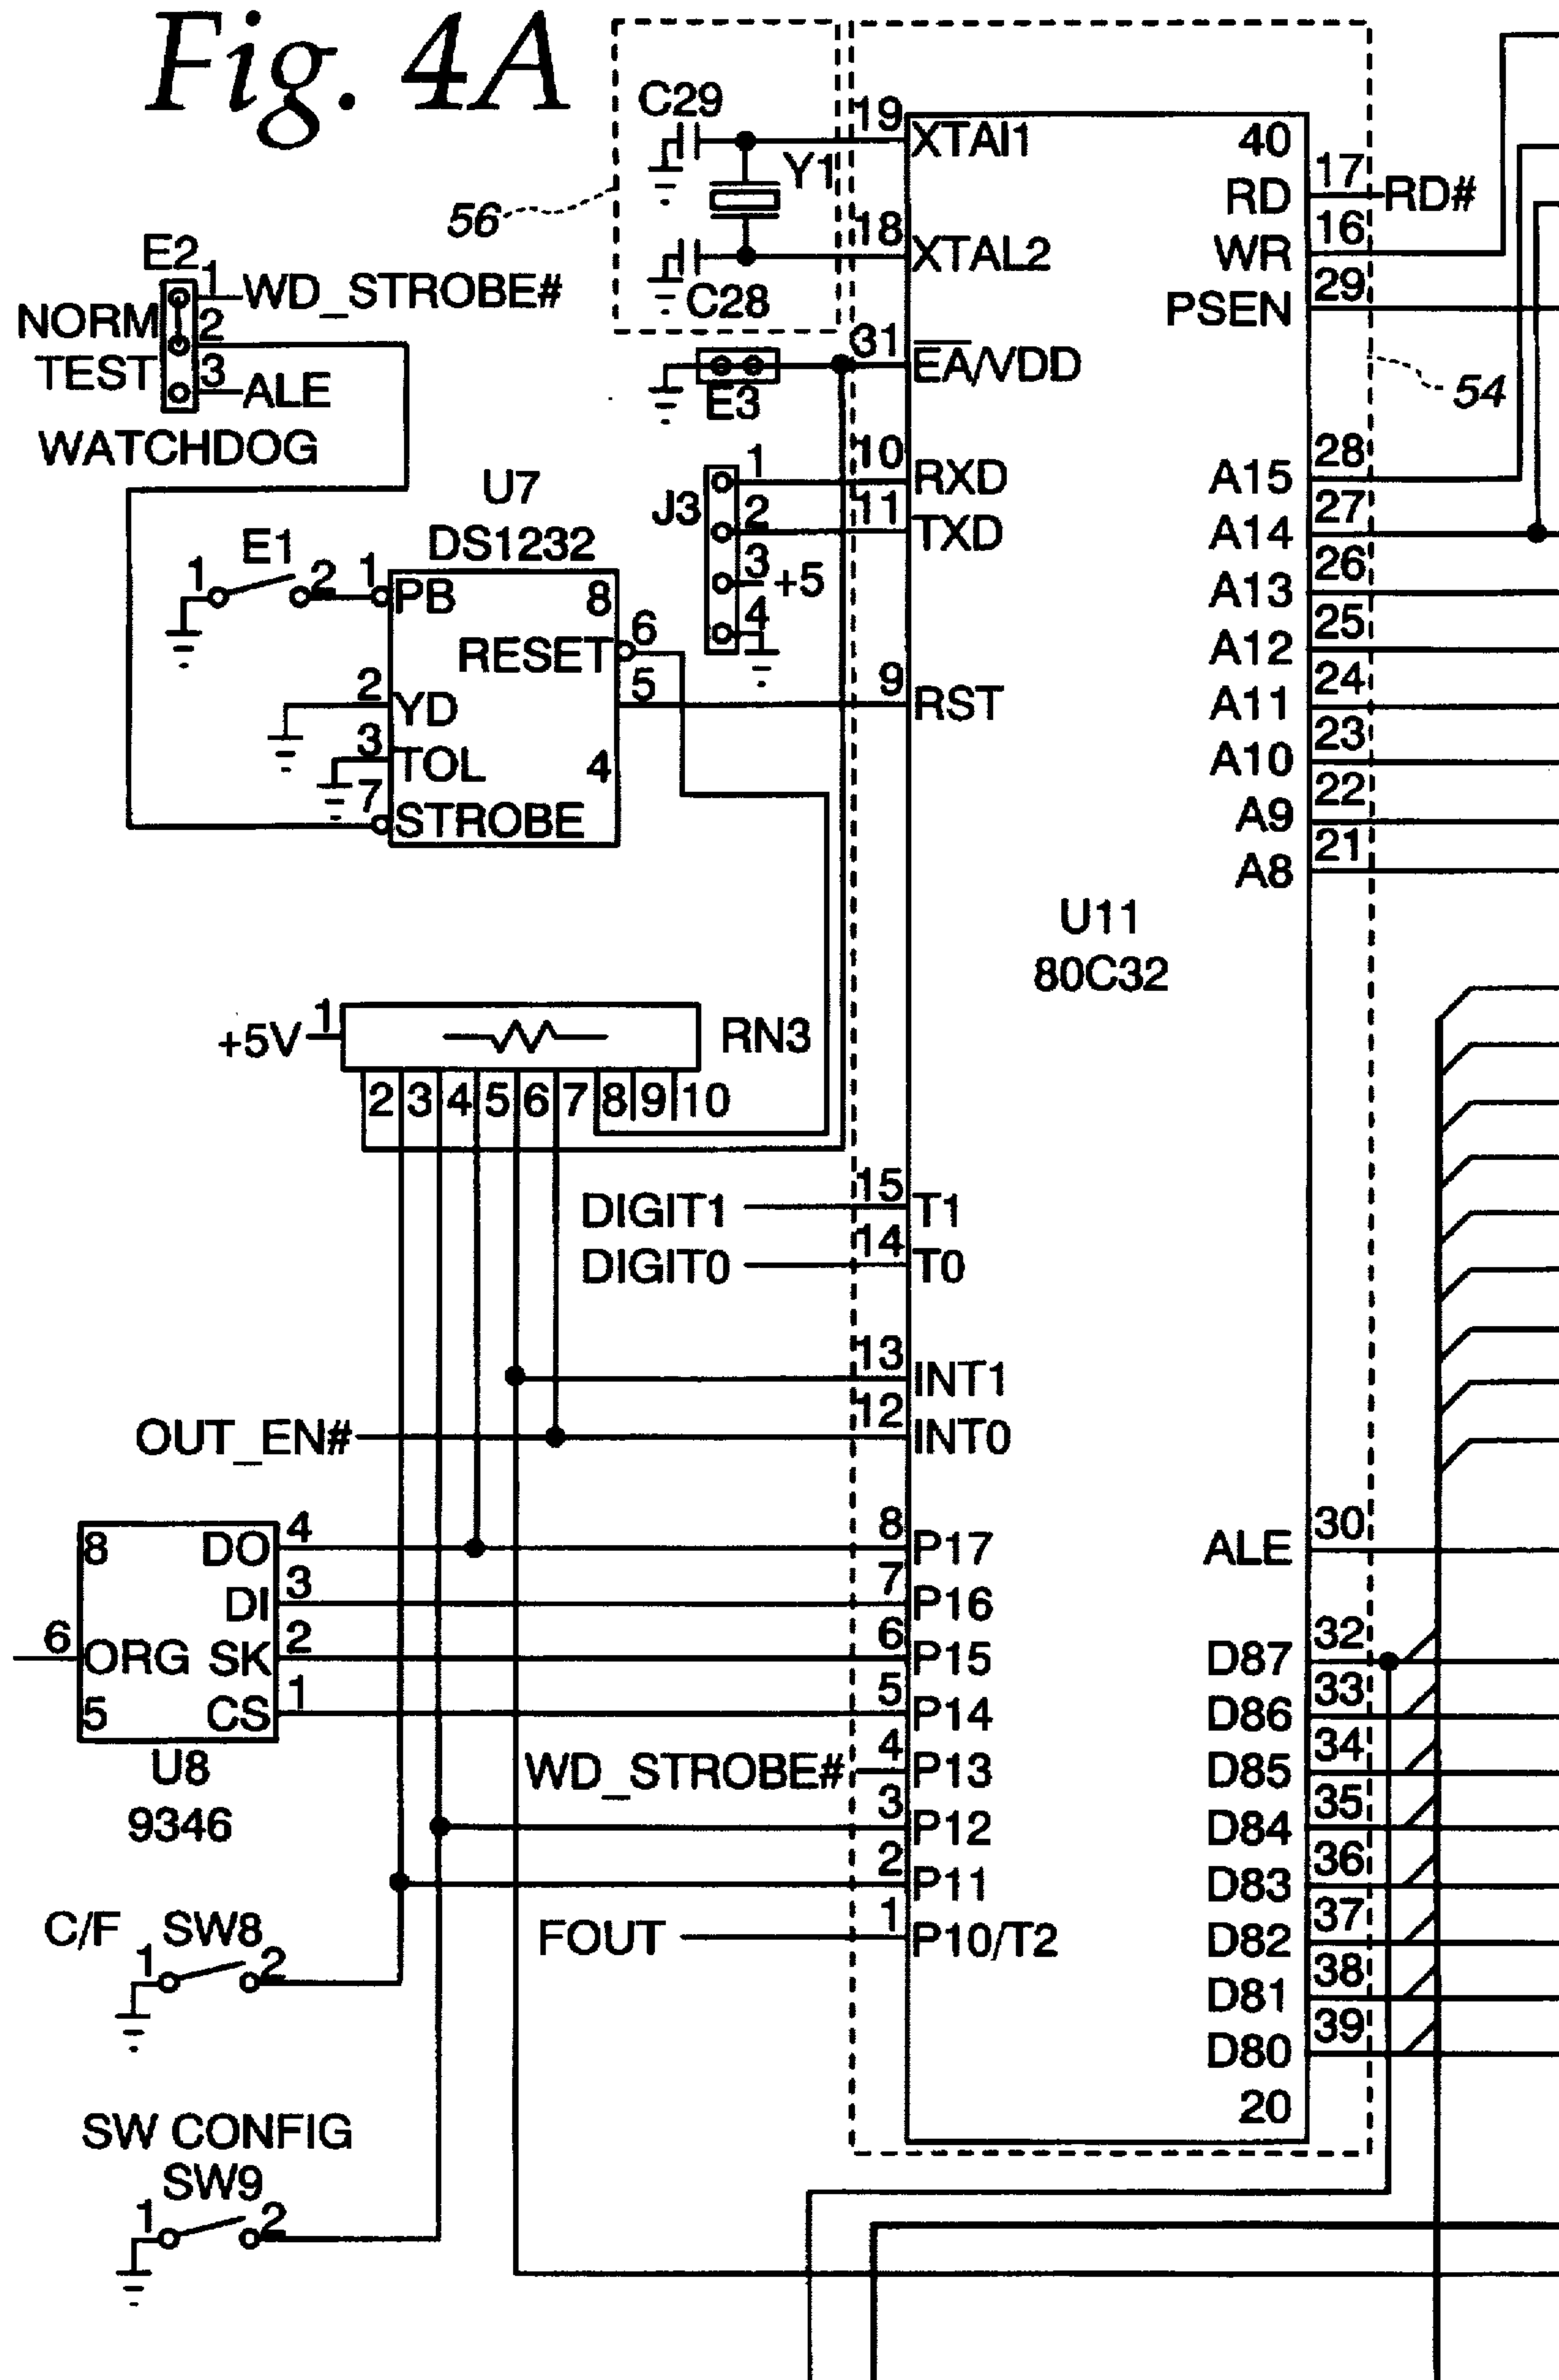 Fig. 4A
C29
Y1
C28
56
E2
1
WD_STROBE#
NORM
2
TEST
3
ALE
WATCHDOG
E3
U7
DS1232
E1
1
2
1
PB
8
RESET
6
5
2
YD
3
TOL
4
7
STROBE
J3
1
2
3
+5
4
+5V
1
RN3
2
3
4
5
6
7
8
9
10
DIGIT1
DIGIT0
OUT_EN#
8
DO
4
DI
3
6
ORG
SK
2
5
CS
1
U8
9346
WD_STROBE#
FOUT
C/F
SW8
1
2
SW CONFIG
SW9
1
2
19
XTAI1
18
XTAL2
31
EA/VDD
10
RXD
11
TXD
9
RST
15
T1
14
T0
13
INT1
12
INT0
8
P17
7
P16
6
P15
5
P14
4
P13
3
P12
2
P11
1
P10/T2
U11
80C32
40
RD
17
RD#
WR
16
PSEN
29
54
A15
28
A14
27
A13
26
A12
25
A11
24
A10
23
A9
22
A8
21
ALE
30
D87
32
D86
33
D85
34
D84
35
D83
36
D82
37
D81
38
D80
39
20